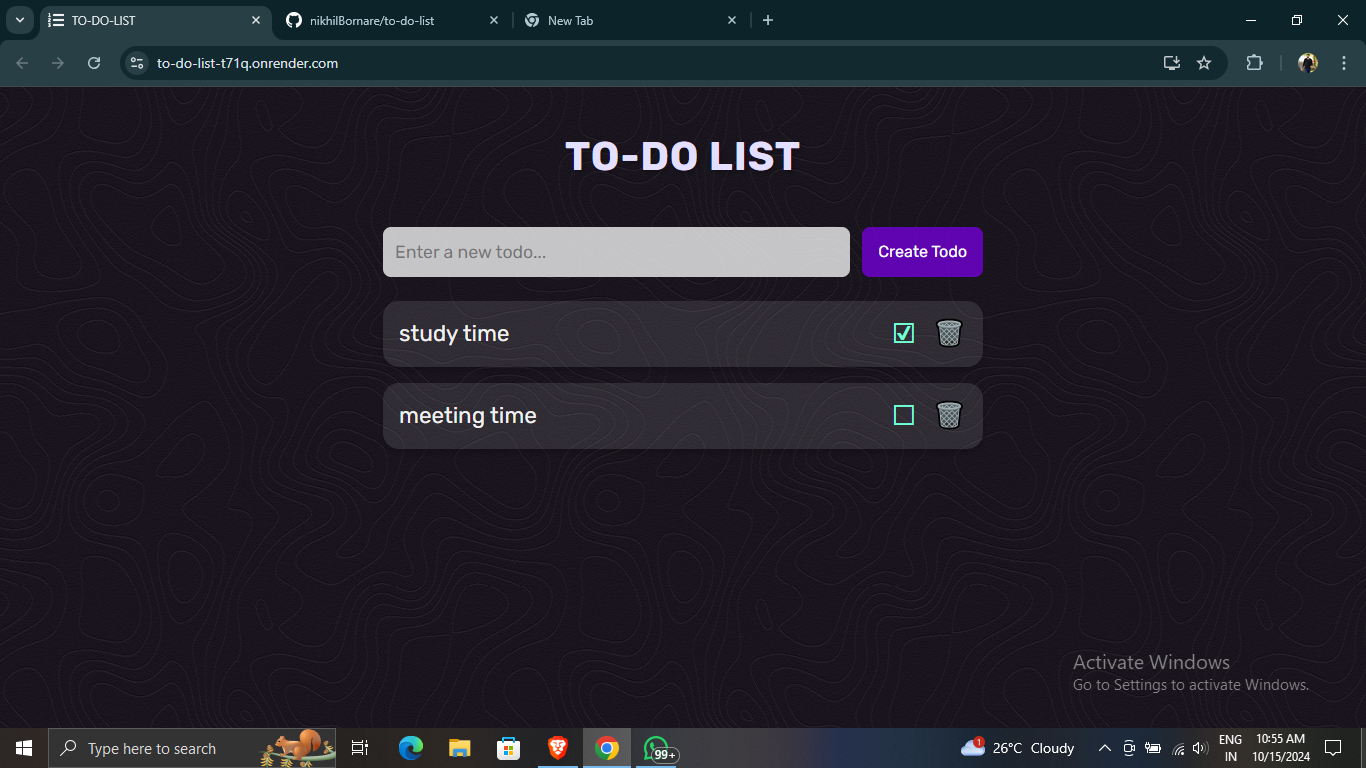 TO-DO-LIST
nikhilBornare/to-do-list
New Tab
to-do-list-t71q.onrender.com
TO-DO LIST
Enter a new todo...
Create Todo
study time
meeting time
Activate Windows
Go to Settings to activate Windows.
Type here to search
99+
1
26°C Cloudy
ENG
IN
10:55 AM
10/15/2024